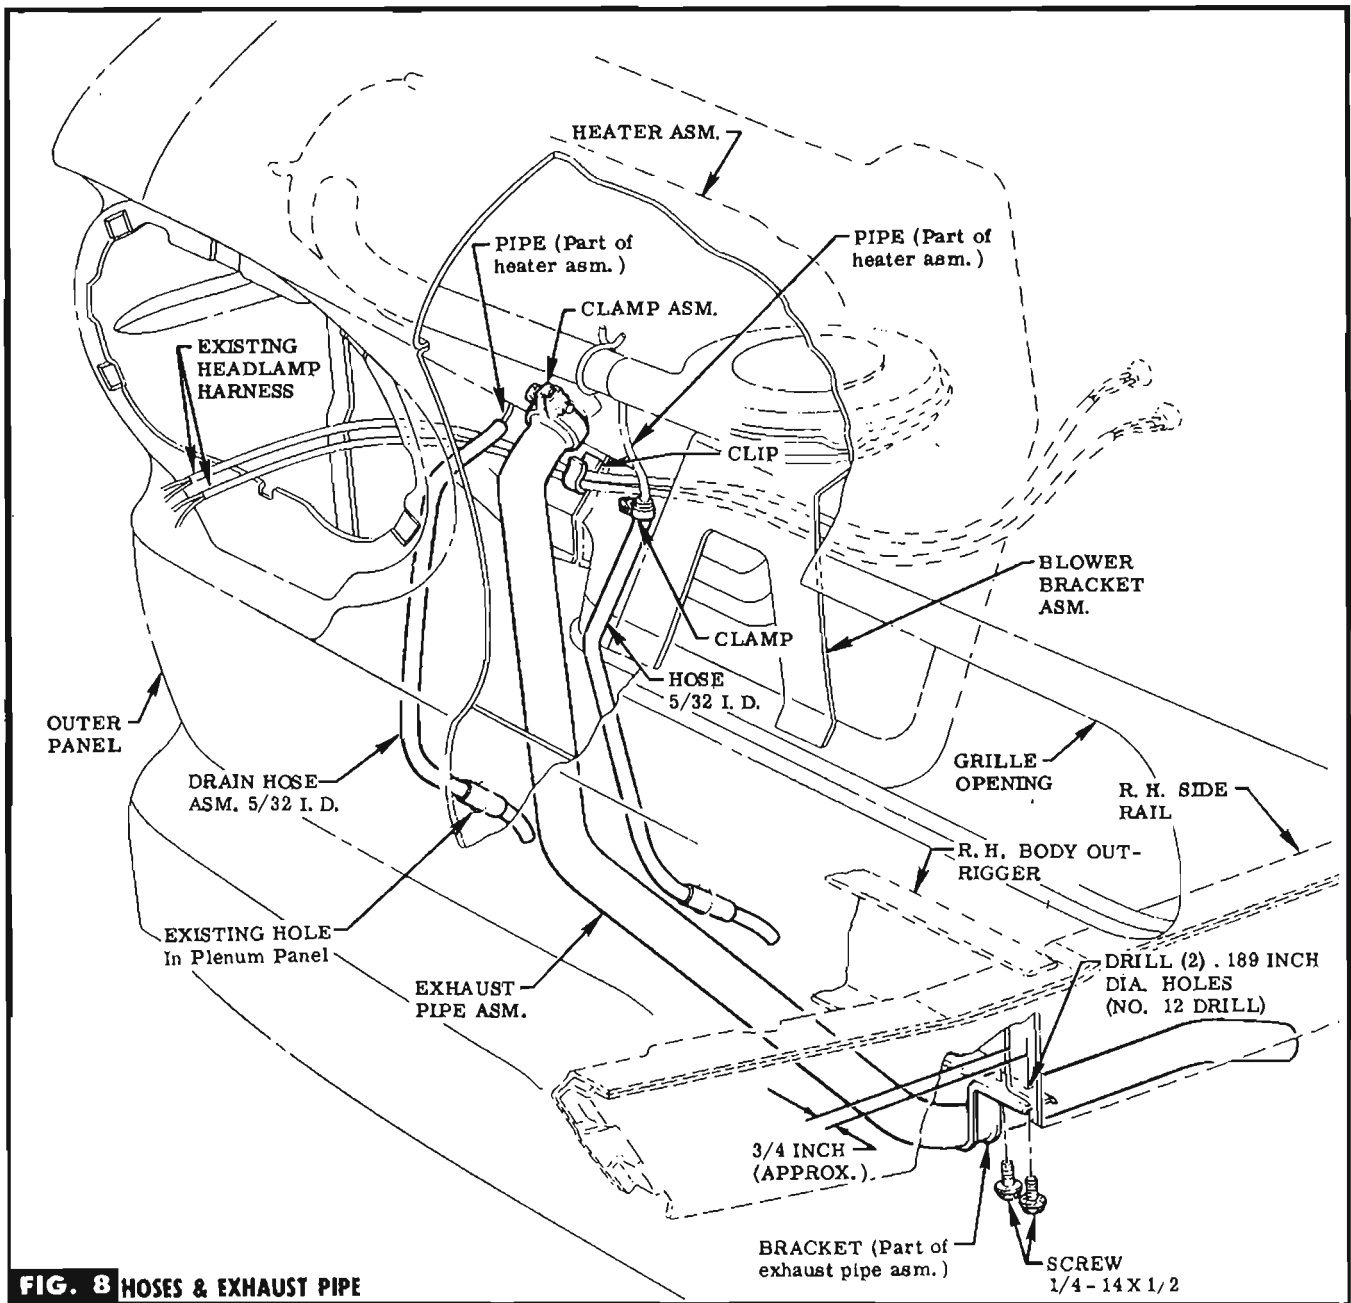 HEATER ASM.
PIPE (Part of
heater asm.)
PIPE (Part of
heater asm.)
CLAMP ASM.
EXISTING
HEADLAMP
HARNESS
CLIP
BLOWER
BRACKET
ASM.
CLAMP
HOSE
5/32 I. D.
OUTER
PANEL
GRILLE
OPENING
DRAIN HOSE
ASM. 5/32 I. D.
R. H. SIDE
RAIL
R. H. BODY OUT-
RIGGER
EXISTING HOLE
In Plenum Panel
DRILL (2) .189 INCH
DIA. HOLES
(NO. 12 DRILL)
EXHAUST
PIPE ASM.
3/4 INCH
(APPROX.)
BRACKET (Part of
exhaust pipe asm.)
SCREW
1/4-14X1/2
FIG. 8 HOSES & EXHAUST PIPE